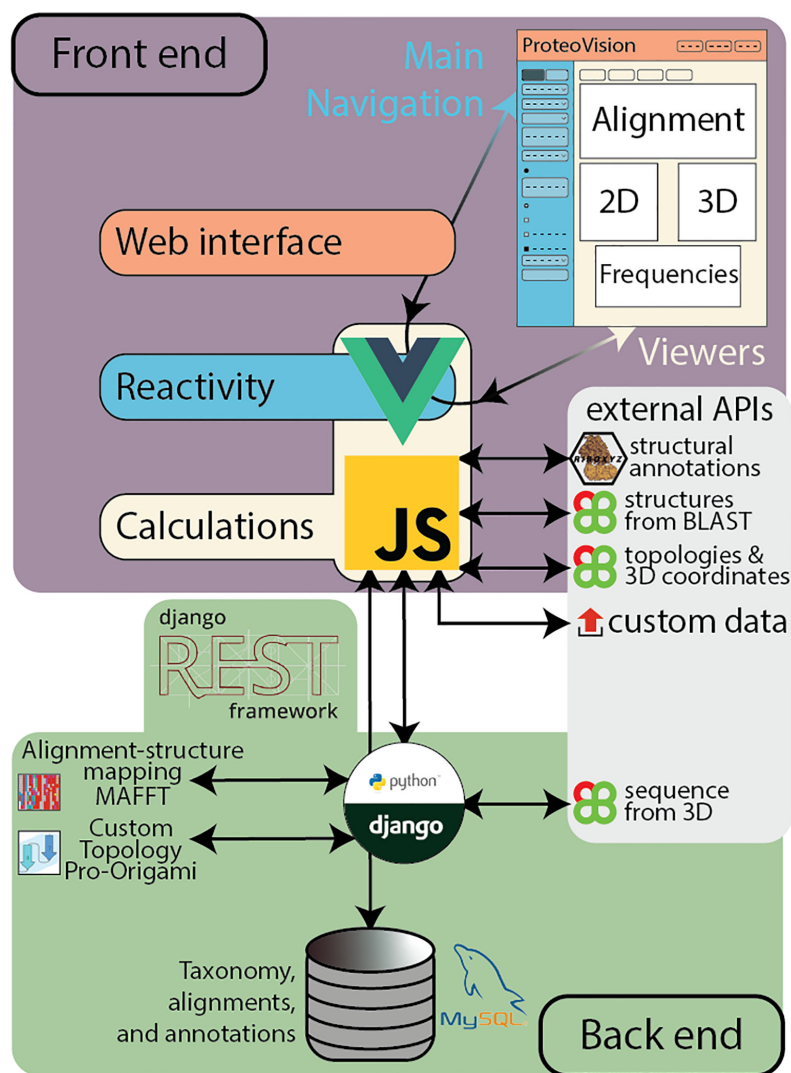 Front end
Main
Navigation
ProteoVision
Alignment
2D
3D
Frequencies
Web interface
Viewers
Reactivity
external APIs
RIBOXYZ
structural
annotations
JS
Calculations
structures
from BLAST
topologies &
3D coordinates
custom data
django
REST
framework
Alignment-structure
mapping
MAFFT
python™
django
sequence
from 3D
Custom
Topology
Pro-Origami
Taxonomy,
alignments,
and annotations
MySQL
Back end